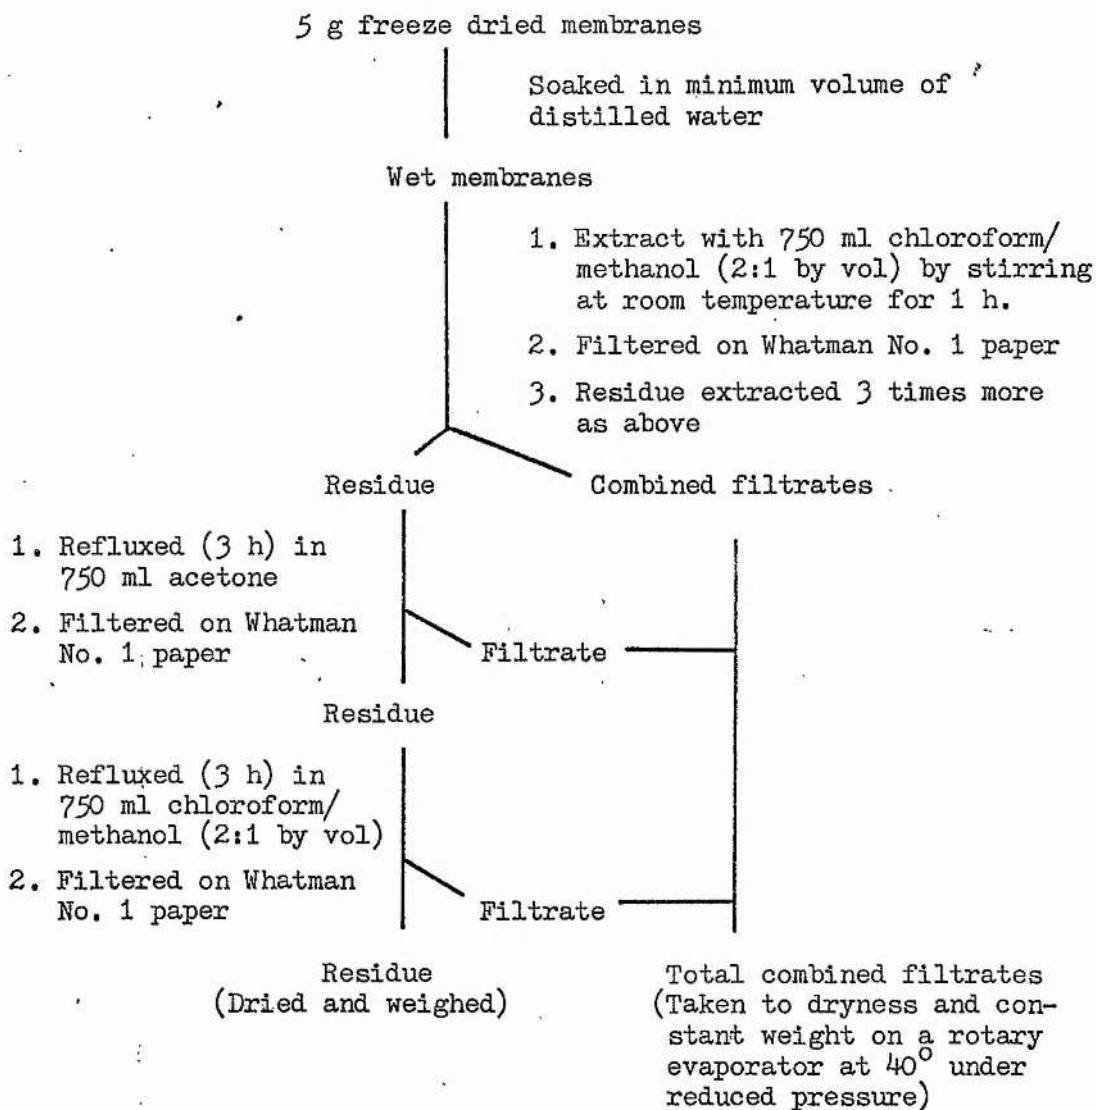 5 g freeze dried membranes
Soaked in minimum volume of
distilled water
Wet membranes
1. Extract with 750 ml chloroform/
methanol (2:1 by vol) by stirring
at room temperature for 1 h.
2. Filtered on Whatman No. 1 paper
3. Residue extracted 3 times more
as above
Residue
Combined filtrates
1. Refluxed (3 h) in
750 ml acetone
2. Filtered on Whatman
No. 1 paper
Filtrate
Residue
1. Refluxed (3 h) in
750 ml chloroform/
methanol (2:1 by vol)
2. Filtered on Whatman
No. 1 paper
Filtrate
Residue
(Dried and weighed)
Total combined filtrates
(Taken to dryness and con-
stant weight on a rotary
evaporator at 40° under
reduced pressure)